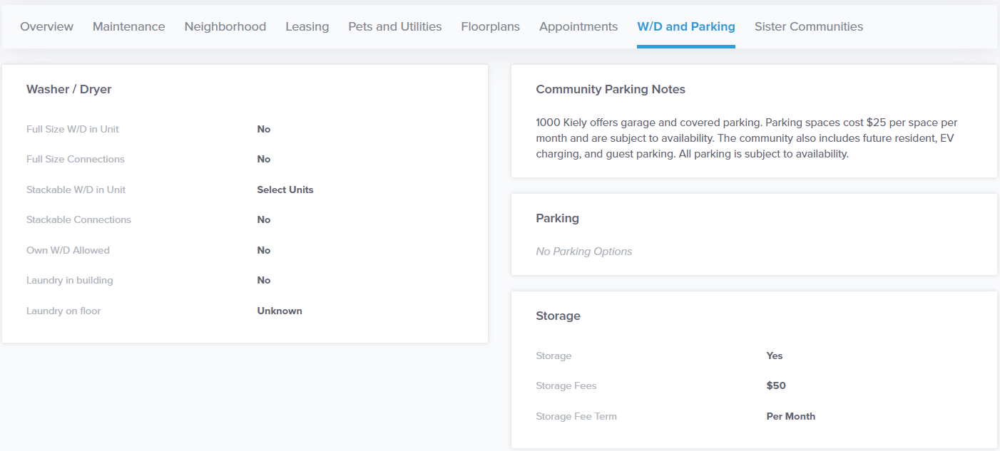 Overview Maintenance Neighborhood Leasing Pets and Utilities Floorplans Appointments W/D and Parking Sister Communities
Washer / Dryer
Full Size W/D in Unit No
Full Size Connections No
Stackable W/D in Unit Select Units
Stackable Connections No
Own W/D Allowed No
Laundry in building No
Laundry on floor Unknown
Community Parking Notes
1000 Kiely offers garage and covered parking. Parking spaces cost $25 per space per
month and are subject to availability. The community also includes future resident, EV
charging, and guest parking. All parking is subject to availability.
Parking
No Parking Options
Storage
Storage Yes
Storage Fees $50
Storage Fee Term Per Month